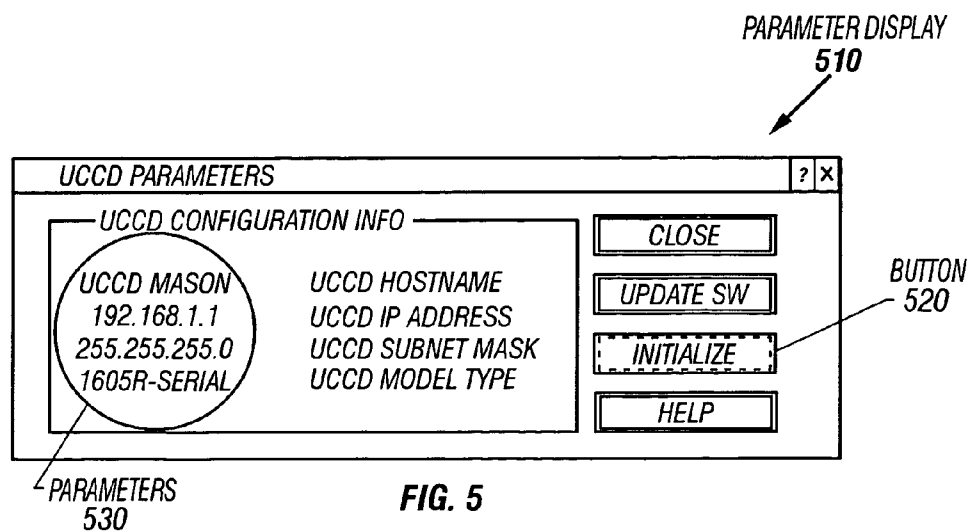 PARAMETER DISPLAY
510
UCCD PARAMETERS
? X
UCCD CONFIGURATION INFO
UCCD MASON UCCD HOSTNAME
192.168.1.1 UCCD IP ADDRESS
255.255.255.0 UCCD SUBNET MASK
1605R-SERIAL UCCD MODEL TYPE
CLOSE
UPDATE SW
INITIALIZE
HELP
BUTTON
520
PARAMETERS
530
FIG. 5